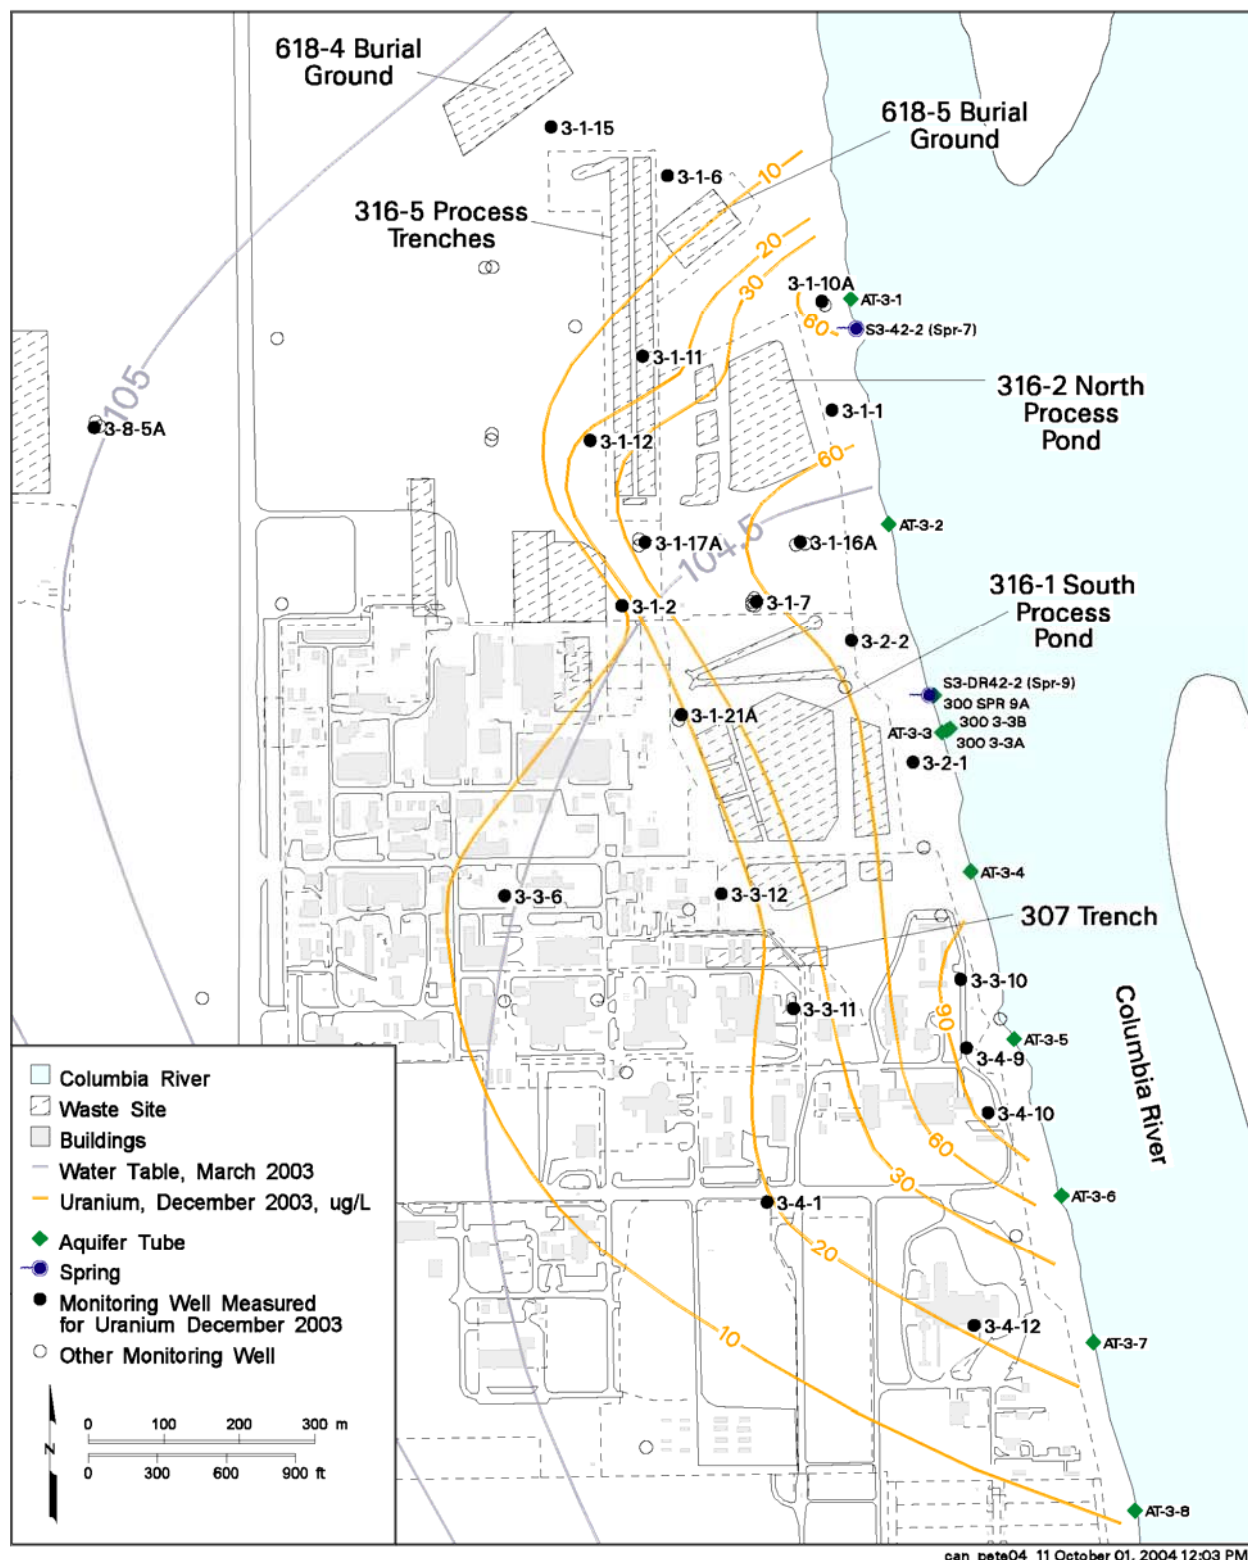 618-4 Burial
Ground
3-1-15
618-5 Burial
Ground
3-1-6
10
316-5 Process
Trenches
20
30
3-1-10A
AT-3-1
60
S3-42-2 (Spr-7)
3-1-11
105
316-2 North
Process
Pond
3-1-1
3-8-5A
3-1-12
60
AT-3-2
104.5
3-1-17A
3-1-16A
316-1 South
Process
Pond
3-1-2
3-1-7
3-2-2
S3-DR42-2 (Spr-9)
300 SPR 9A
3-1-21A
300 3-3B
AT-3-3
300 3-3A
3-2-1
AT-3-4
3-3-6
3-3-12
307 Trench
3-3-10
3-3-11
90
AT-3-5
3-4-9
Columbia River
3-4-10
60
30
AT-3-6
3-4-1
20
3-4-12
10
AT-3-7
AT-3-8
Columbia River
Waste Site
Buildings
Water Table, March 2003
Uranium, December 2003, ug/L
Aquifer Tube
Spring
Monitoring Well Measured
for Uranium December 2003
Other Monitoring Well
0 100 200 300 m
0 300 600 900 ft
N
can_pete04_11 October 01, 2004 12:03 PM